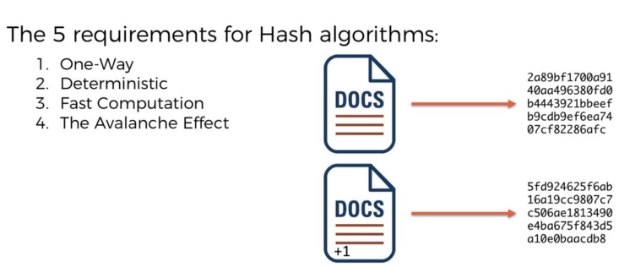 The 5 requirements for Hash algorithms:
1. One-Way
2. Deterministic
3. Fast Computation
4. The Avalanche Effect
DOCS
2a89bf1700a91
40aa496380fd0
b4443921bbeef
b9cdb9ef6ea74
07cf82286afc
DOCS
+1
5fd924625f6ab
16a19cc9807c7
c506ae1813490
e4ba675f843d5
a10e0baacdb8